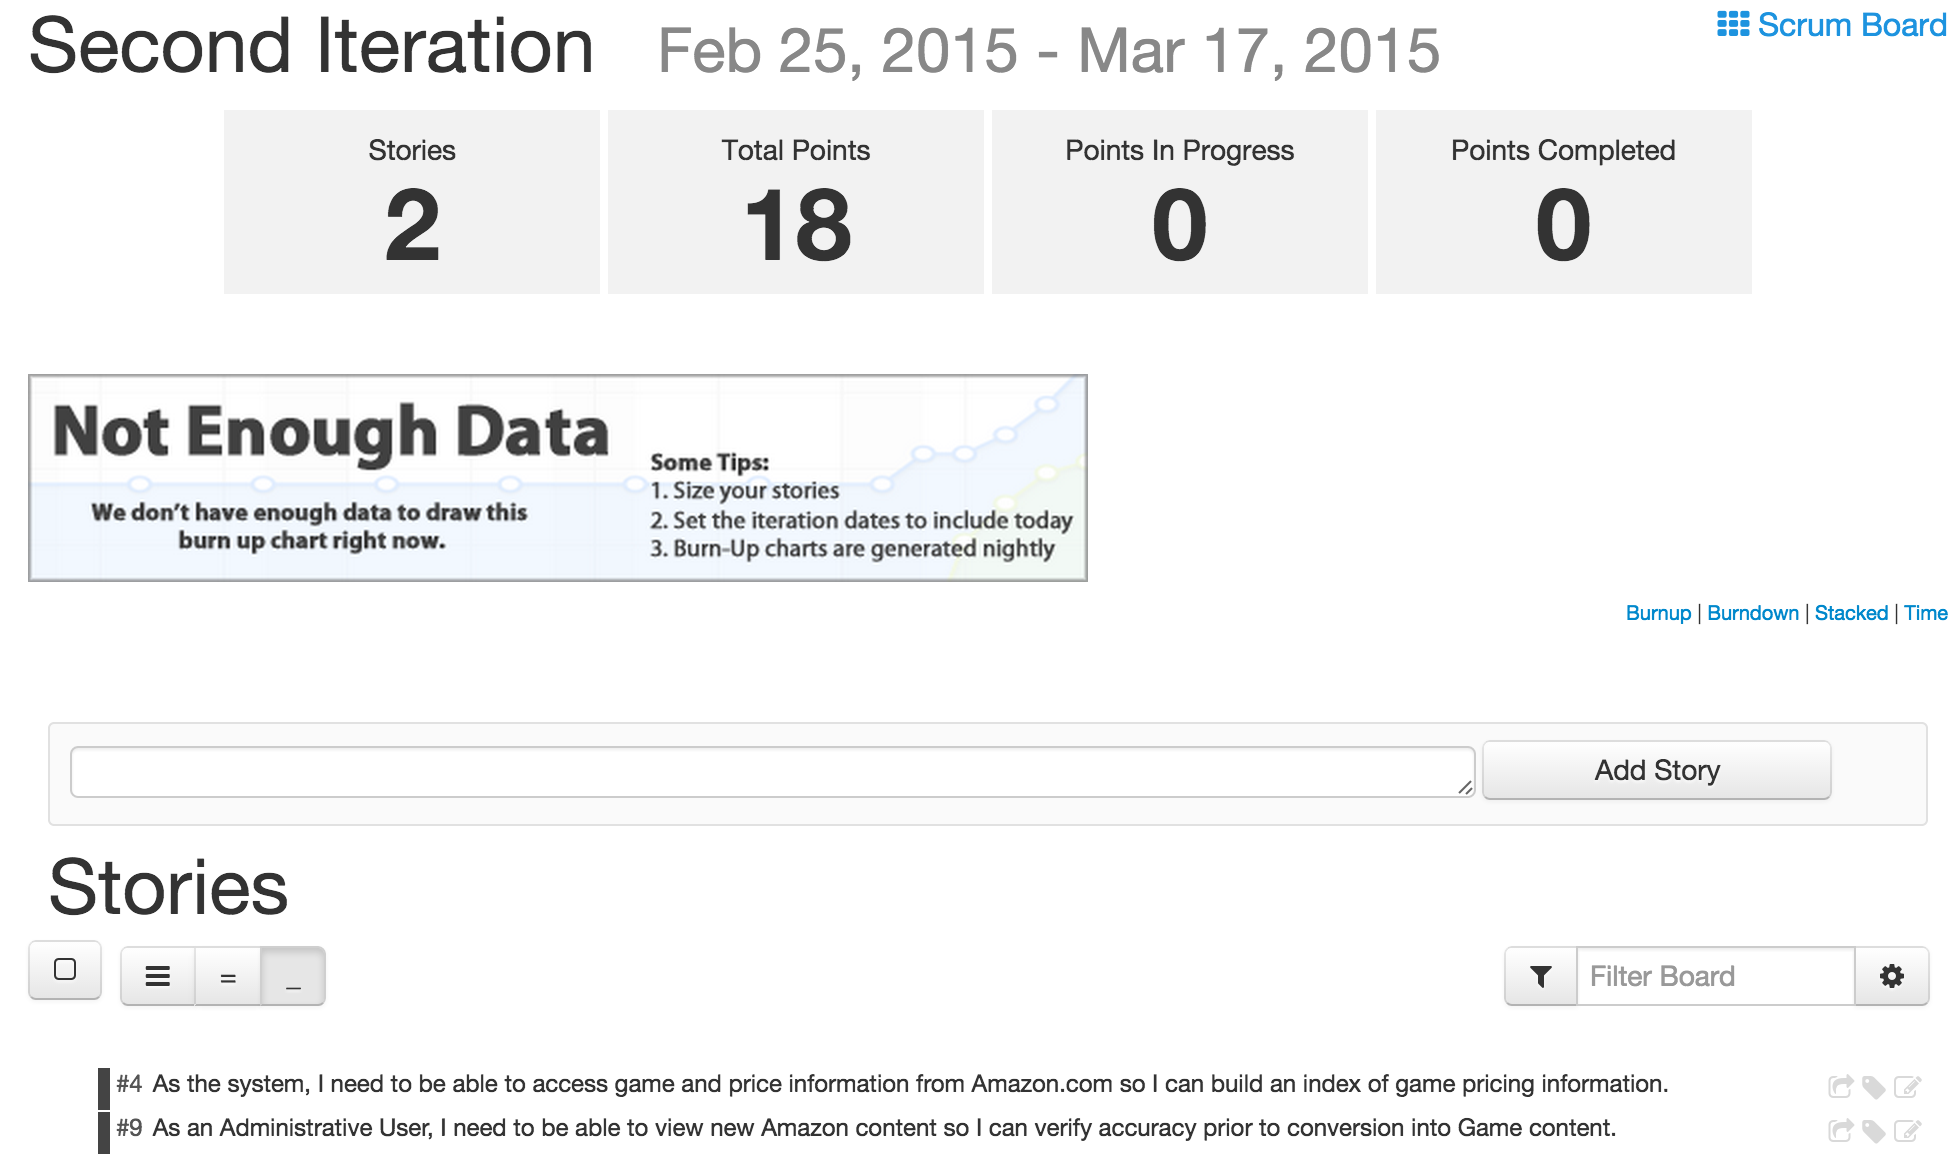 Second Iteration Feb 25, 2015 - Mar 17, 2015
Scrum Board
Stories
2
Total Points
18
Points In Progress
0
Points Completed
0
Not Enough Data
We don't have enough data to draw this
burn up chart right now.
Some Tips:
1. Size your stories
2. Set the iteration dates to include today
3. Burn-Up charts are generated nightly
Burnup | Burndown | Stacked | Time
Add Story
Stories
= _
Filter Board
#4 As the system, I need to be able to access game and price information from Amazon.com so I can build an index of game pricing information.
#9 As an Administrative User, I need to be able to view new Amazon content so I can verify accuracy prior to conversion into Game content.